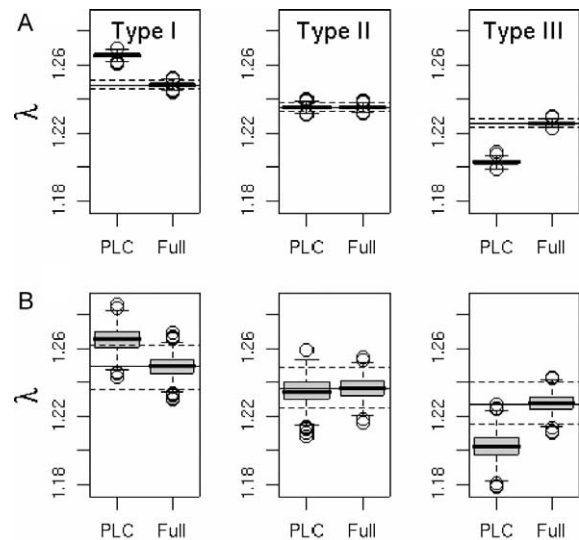 A
Type I
Type II
Type III
λ
1.18 1.22 1.26
1.18 1.22 1.26
1.18 1.22 1.26
PLC Full
PLC Full
PLC Full
B
λ
1.18 1.22 1.26
1.18 1.22 1.26
1.18 1.22 1.26
PLC Full
PLC Full
PLC Full